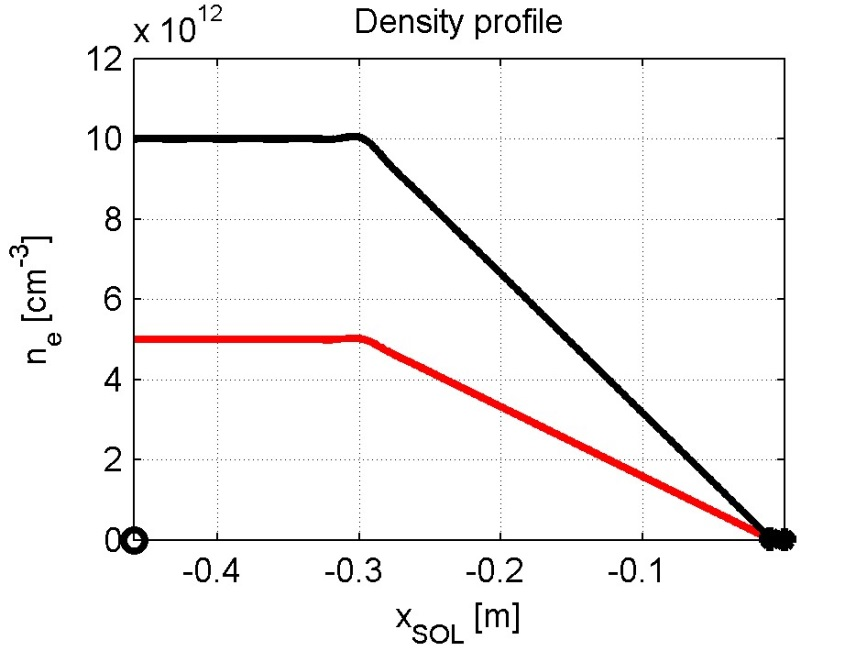 Density profile
x 10^12
12
10
8
6
4
2
0
n_e [cm^-3]
-0.4 -0.3 -0.2 -0.1
x_SOL [m]